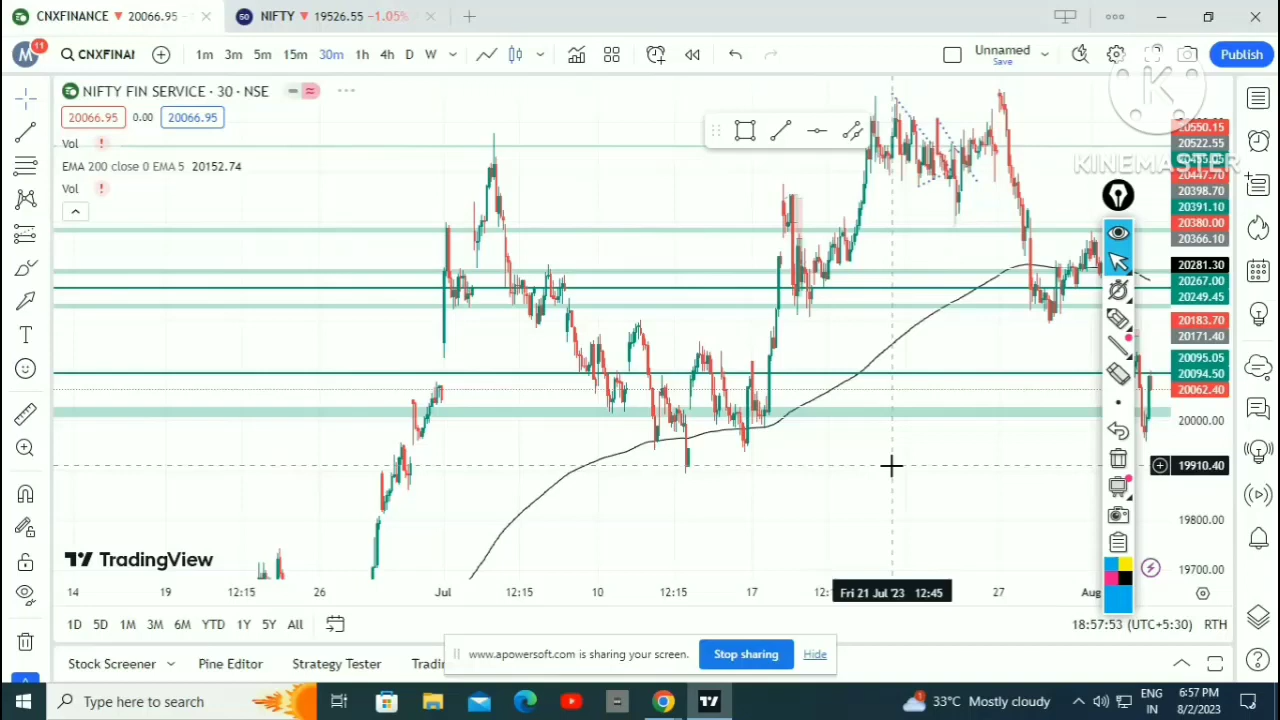 CNXFINANCE ▼ 20066.95
NIFTY ▼ 19526.55 −1.05%
M 11 CNXFINAI 1m 3m 5m 15m 30m 1h 4h D W Unnamed Save Publish
NIFTY FIN SERVICE · 30 · NSE
20066.95 0.00 20066.95
Vol
EMA 200 close 0 EMA 5 20152.74
Vol
K
KINEMASTER
20550.15
20522.55
20455.05
20447.70
20398.70
20391.10
20380.00
20366.10
20281.30
20267.00
20249.45
20183.70
20171.40
20095.05
20094.50
20062.40
20000.00
19910.40
19800.00
19700.00
TradingView
14 19 12:15 26 Jul 12:15 10 12:15 17 Fri 21 Jul '23 12:45 27 Aug
1D 5D 1M 3M 6M YTD 1Y 5Y All 18:57:53 (UTC+5:30) RTH
www.apowersoft.com is sharing your screen. Stop sharing Hide
Stock Screener Pine Editor Strategy Tester
Type here to search 33°C Mostly cloudy ENG IN 6:57 PM 8/2/2023